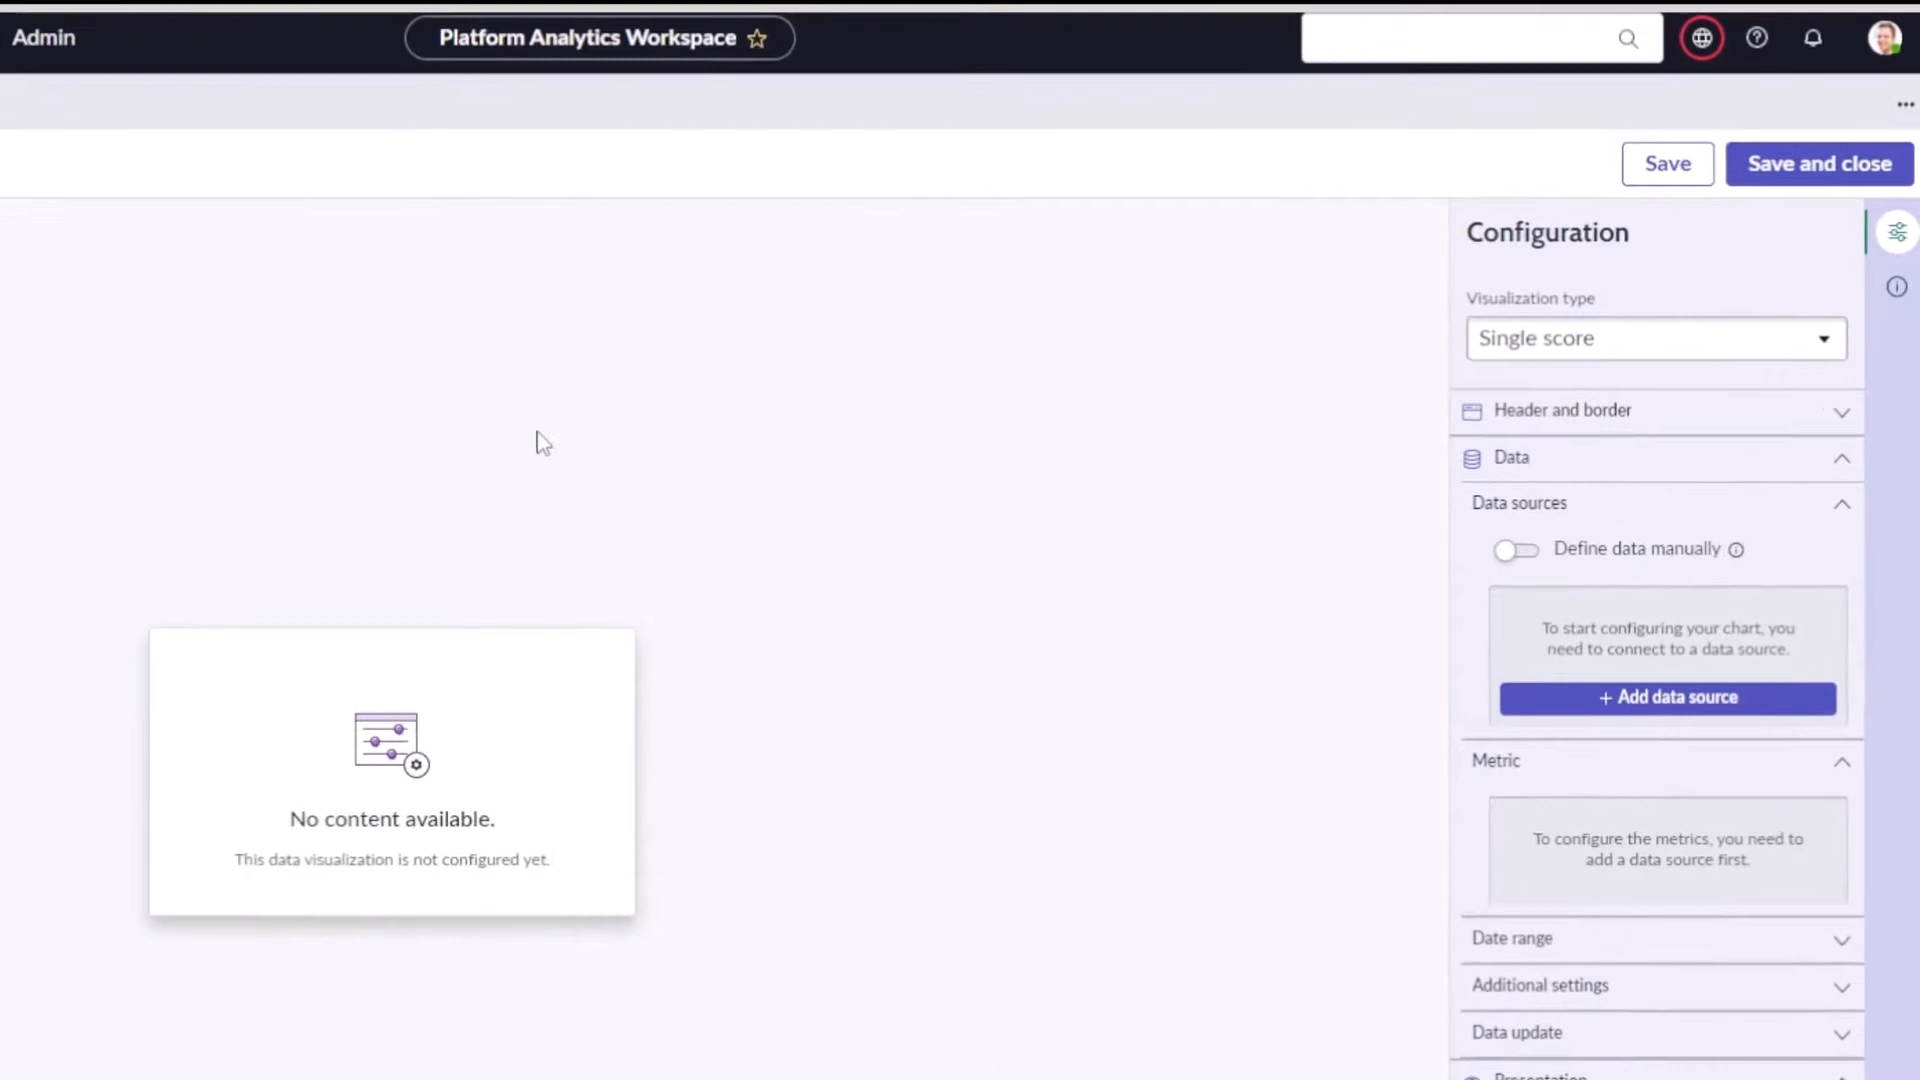 Admin
Platform Analytics Workspace
Save
Save and close
Configuration
Visualization type
Single score
Header and border
Data
Data sources
Define data manually
To start configuring your chart, you
need to connect to a data source.
+ Add data source
Metric
To configure the metrics, you need to
add a data source first.
Date range
Additional settings
Data update
Presentation
No content available.
This data visualization is not configured yet.